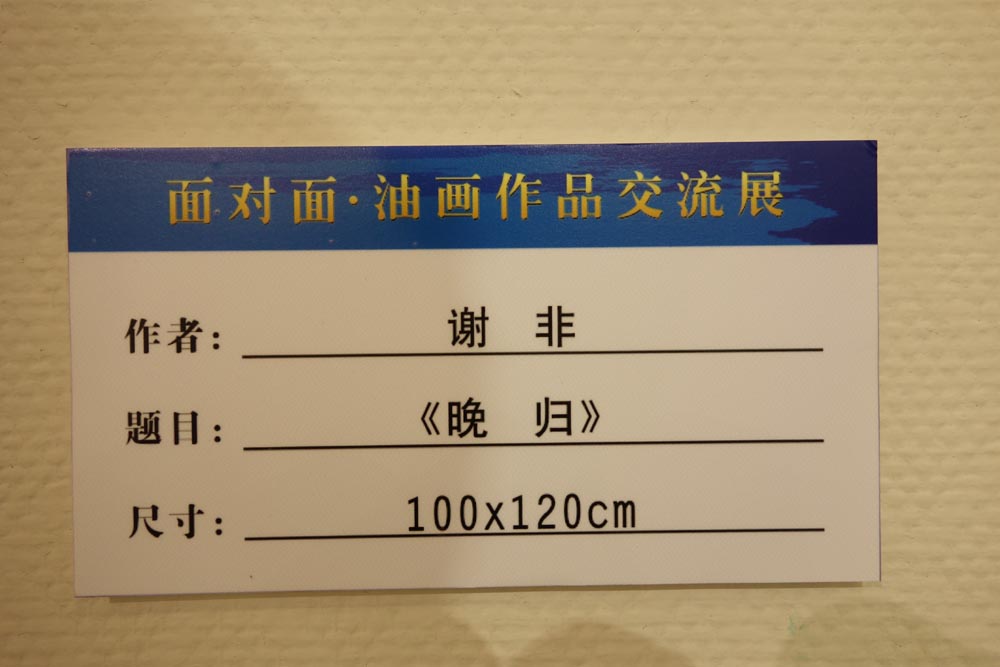 面对面·油画作品交流展
作者: 谢 非
题目: 《晚 归》
尺寸: 100x120cm